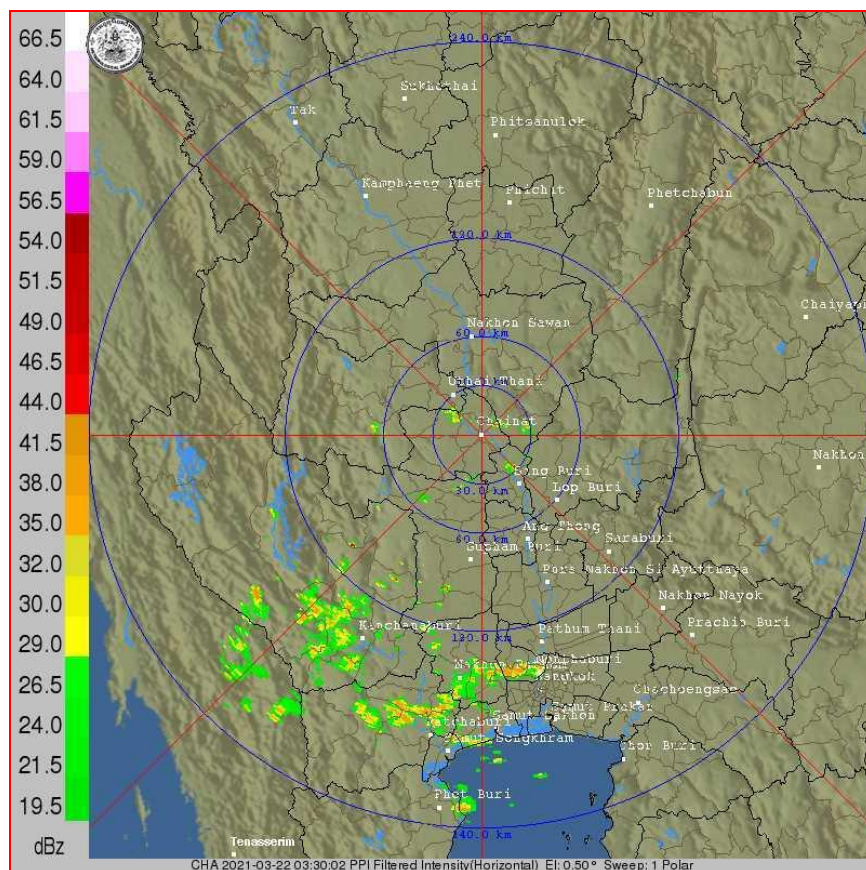 66.5
64.0
61.5
59.0
56.5
54.0
51.5
49.0
46.5
44.0
41.5
38.0
35.0
32.0
30.0
29.0
26.5
24.0
21.5
19.5
dBz
240.0 km
Sukhothai
Tak
Phitsanulok
Kamphaeng Phet
Phichit
Phetchabun
120.0 km
Chaiyaph
Nakhon Sawan
60.0 km
Uthai Thani
Chainat
Nakhon
Sing Buri
30.0 km
Lop Buri
Ang Thong
60.0 km
Saraburi
Suphan Buri
Pora Nakhon Si Ayutthaya
Nakhon Nayok
Kanchanaburi
120.0 km
Pathum Thani
Prachin Buri
Nakhon
Bangkok
Chachoengsao
Samut Prakan
Samut Sakhon
Ratchaburi
Samut Songkhram
Chon Buri
Phet Buri
240.0 km
Tenasserim
CHA 2021-03-22 03:30:02 PPI Filtered Intensity(Horizontal) El: 0.50° Sweep: 1 Polar